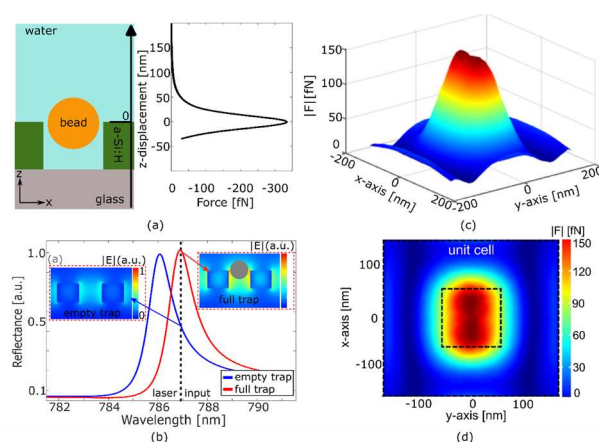 water
bead
0
a-Si:H
z
x
glass
z-displacement [nm]
150
100
50
0
-50
0 -100 -200 -300
Force [fN]
(a)
|F| [fN]
150
100
50
0
-200
0
200
x-axis [nm]
-200
0
200
y-axis [nm]
(c)
Reflectance [a.u.]
1.0
0.5
0.1
(a)
|E|(a.u.)
1
0
empty trap
|E|(a.u.)
full trap
empty trap
full trap
laser input
782 784 786 788 790
Wavelength [nm]
(b)
unit cell
x-axis [nm]
100
0
-100
-100 0 100
y-axis [nm]
|F| [fN]
150
120
90
60
30
0
(d)